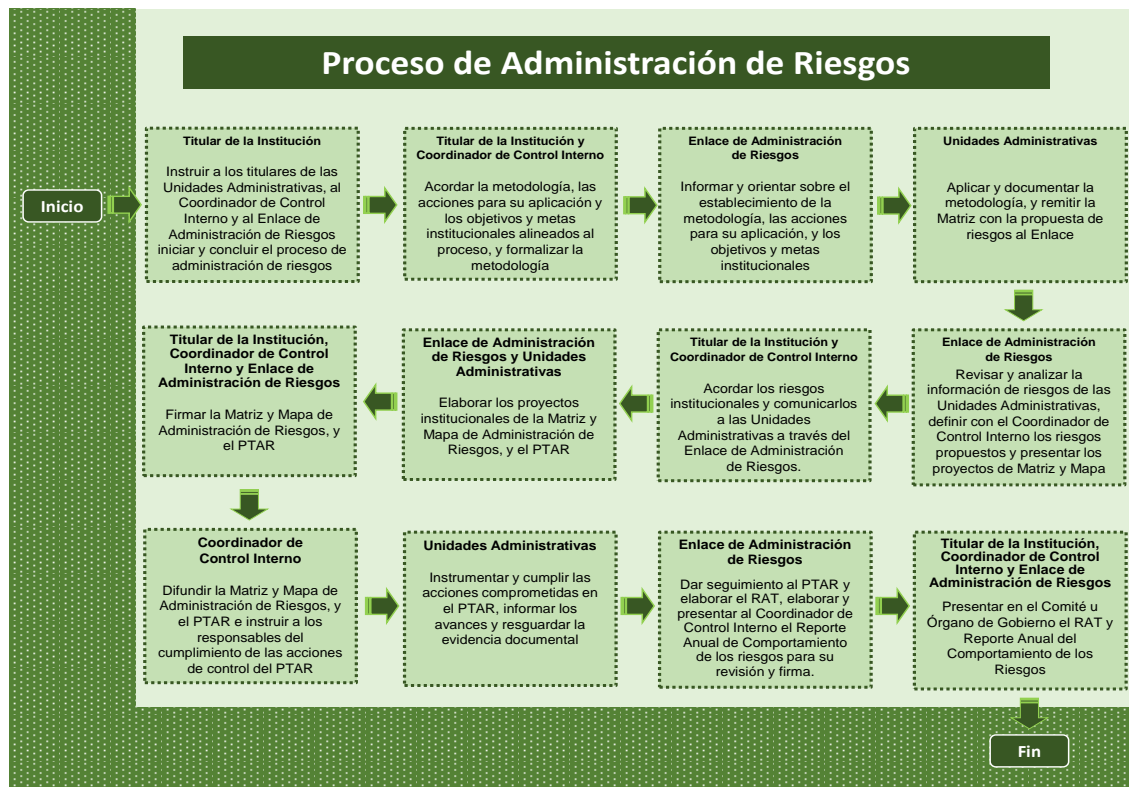 Proceso de Administración de Riesgos
Inicio
Titular de la Institución
Instruir a los titulares de las
Unidades Administrativas, al
Coordinador de Control
Interno y al Enlace de
Administración de Riesgos
iniciar y concluir el proceso de
administración de riesgos
Titular de la Institución y
Coordinador de Control Interno
Acordar la metodología, las
acciones para su aplicación y
los objetivos y metas
institucionales alineados al
proceso, y formalizar la
metodología
Enlace de Administración
de Riesgos
Informar y orientar sobre el
establecimiento de la
metodología, las acciones
para su aplicación, y los
objetivos y metas
institucionales
Unidades Administrativas
Aplicar y documentar la
metodología, y remitir la
Matriz con la propuesta de
riesgos al Enlace
Enlace de Administración
de Riesgos
Revisar y analizar la
información de riesgos de las
Unidades Administrativas,
definir con el Coordinador de
Control Interno los riesgos
propuestos y presentar los
proyectos de Matriz y Mapa
Titular de la Institución y
Coordinador de Control Interno
Acordar los riesgos
institucionales y comunicarlos
a las Unidades
Administrativas a través del
Enlace de Administración
de Riesgos.
Enlace de Administración
de Riesgos y Unidades
Administrativas
Elaborar los proyectos
institucionales de la Matriz y
Mapa de Administración de
Riesgos, y el PTAR
Titular de la Institución,
Coordinador de Control
Interno y Enlace de
Administración de Riesgos
Firmar la Matriz y Mapa de
Administración de Riesgos, y
el PTAR
Coordinador de
Control Interno
Difundir la Matriz y Mapa de
Administración de Riesgos, y
el PTAR e instruir a los
responsables del
cumplimiento de las acciones
de control del PTAR
Unidades Administrativas
Instrumentar y cumplir las
acciones comprometidas en
el PTAR, informar los
avances y resguardar la
evidencia documental
Enlace de Administración
de Riesgos
Dar seguimiento al PTAR y
elaborar el RAT, elaborar y
presentar al Coordinador de
Control Interno el Reporte
Anual de Comportamiento
de los riesgos para su
revisión y firma.
Titular de la Institución,
Coordinador de Control
Interno y Enlace de
Administración de Riesgos
Presentar en el Comité u
Órgano de Gobierno el RAT y
Reporte Anual del
Comportamiento de los
Riesgos
Fin